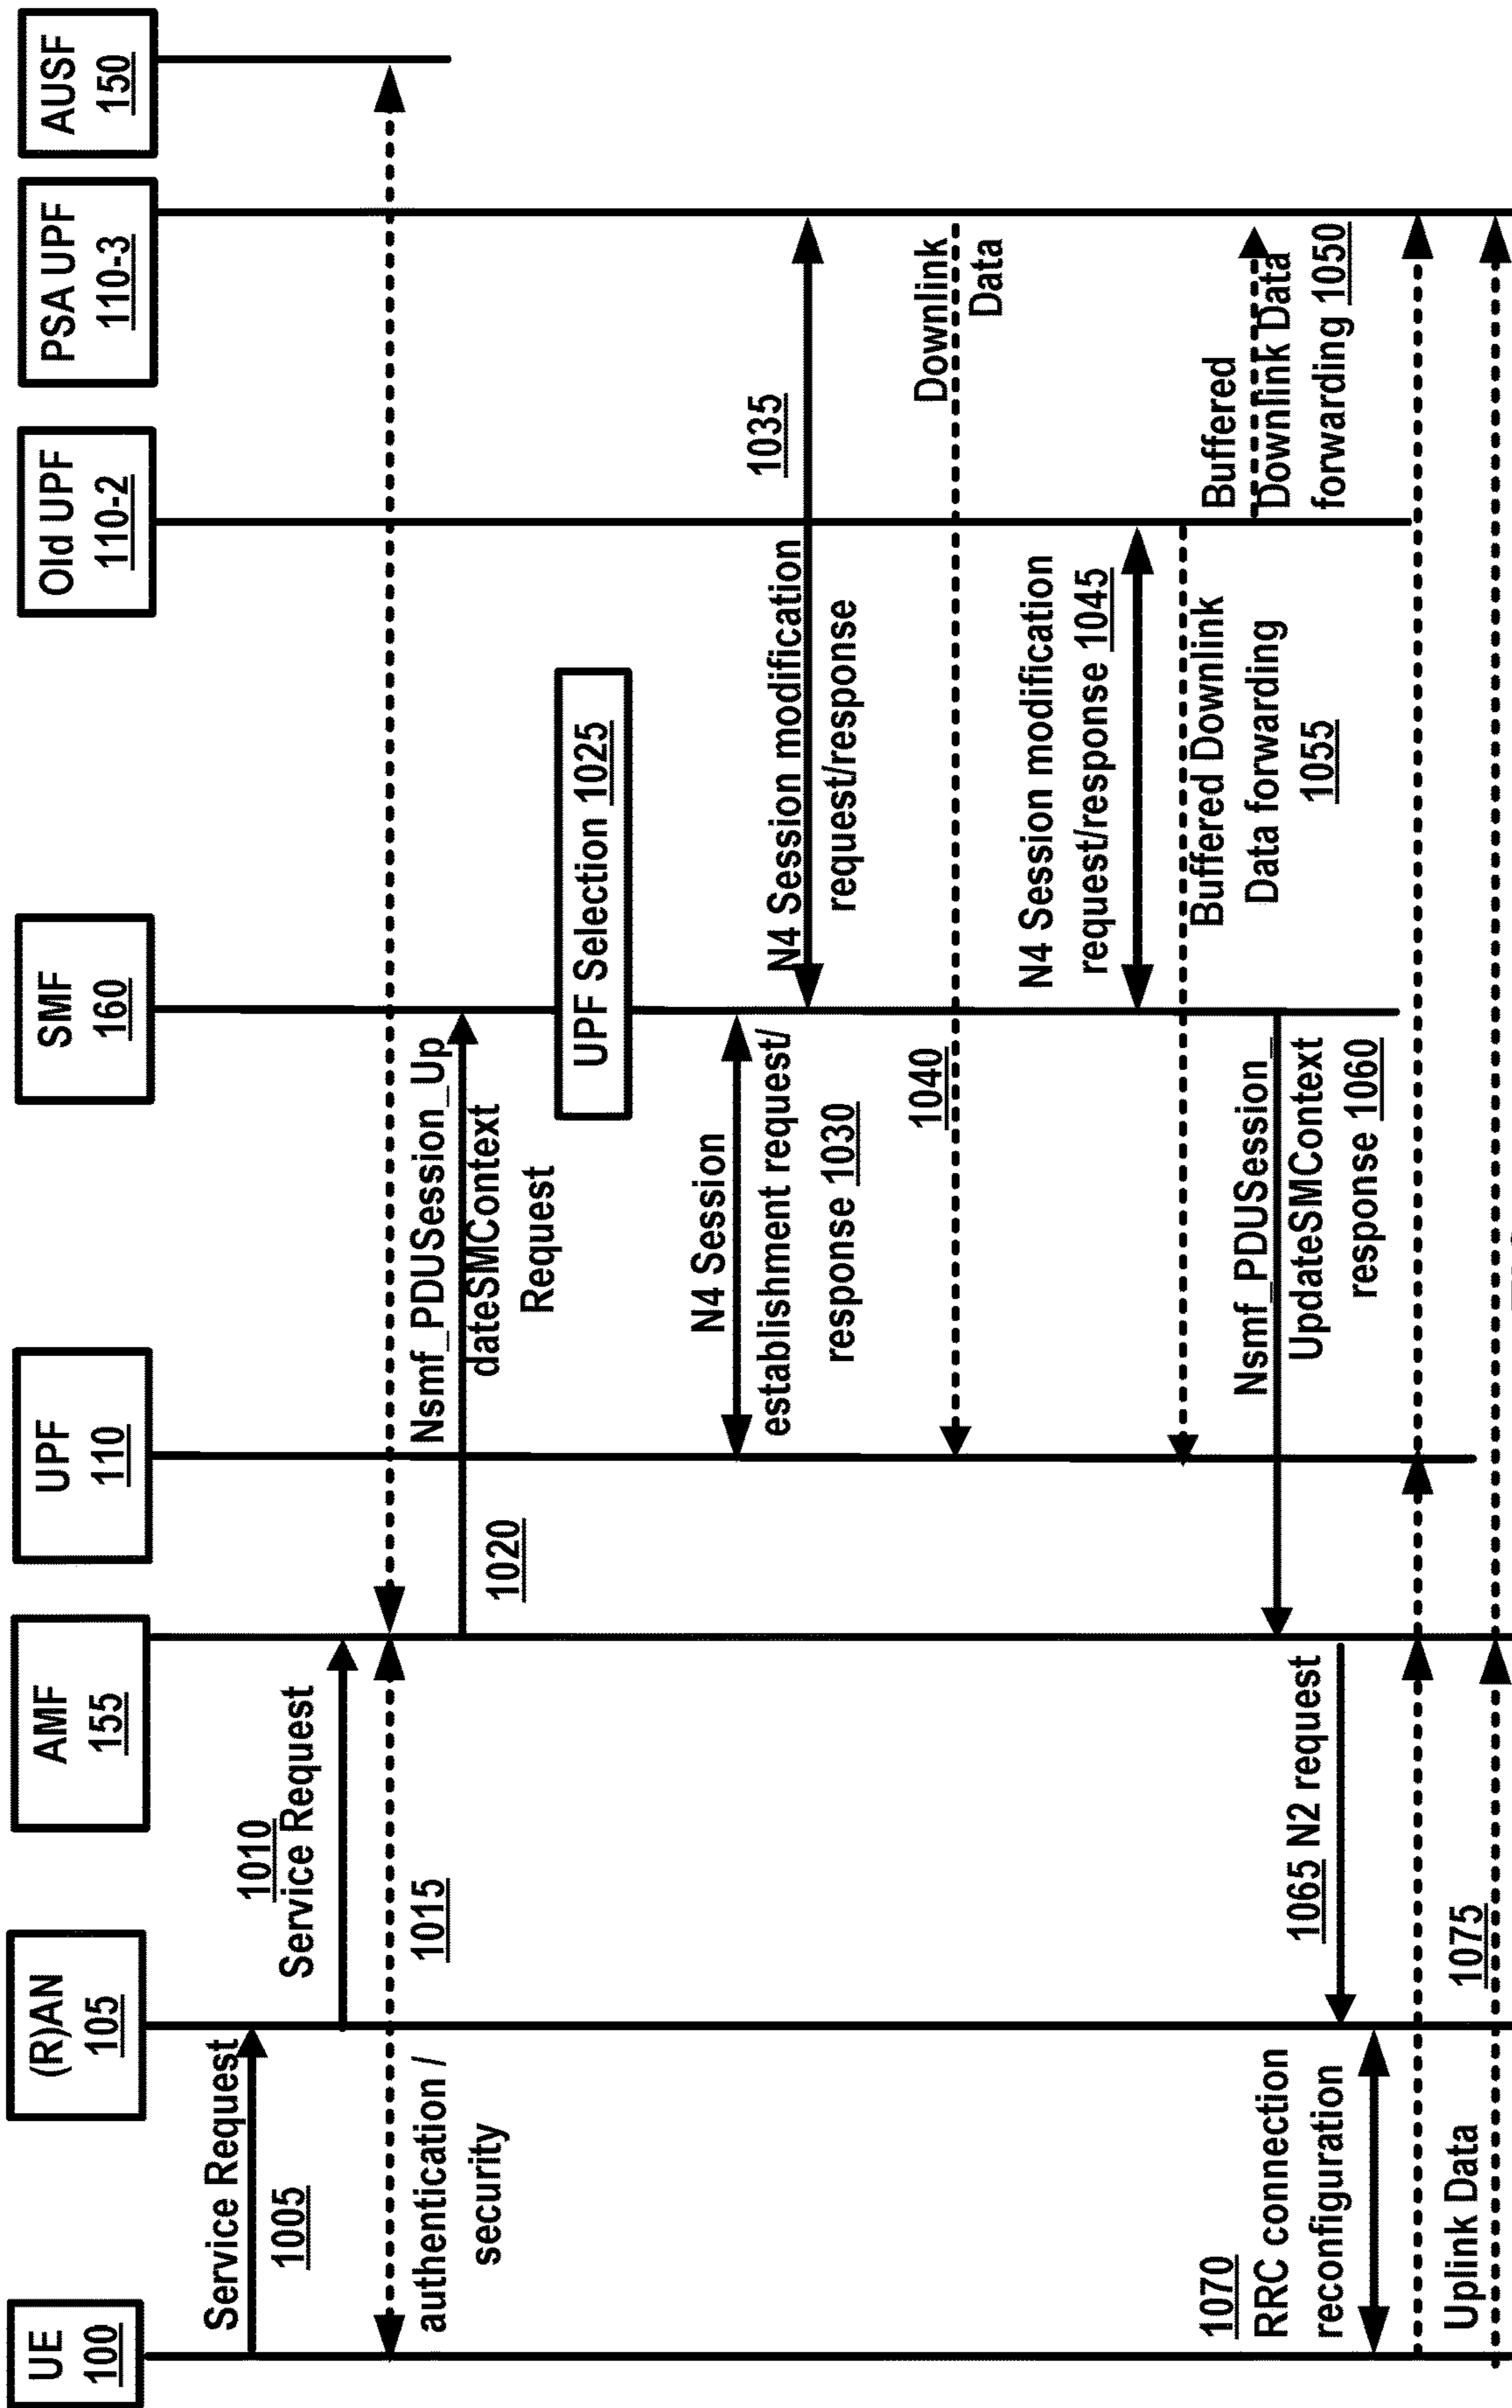 UE
100
(R)AN
105
AMF
155
UPF
110
SMF
160
Old UPF
110-2
PSA UPF
110-3
AUSF
150
Service Request
1005
1010
Service Request
authentication /
security
1015
Nsmf_PDUSession_Up
dateSMContext
Request
1020
UPF Selection 1025
N4 Session
establishment request/
response 1030
N4 Session modification
request/response
1035
Downlink
Data
1040
N4 Session modification
request/response 1045
Buffered
Downlink Data
forwarding 1050
Buffered Downlink
Data forwarding
1055
Nsmf_PDUSession_
UpdateSMContext
response 1060
1065 N2 request
1070
RRC connection
reconfiguration
Uplink Data
1075